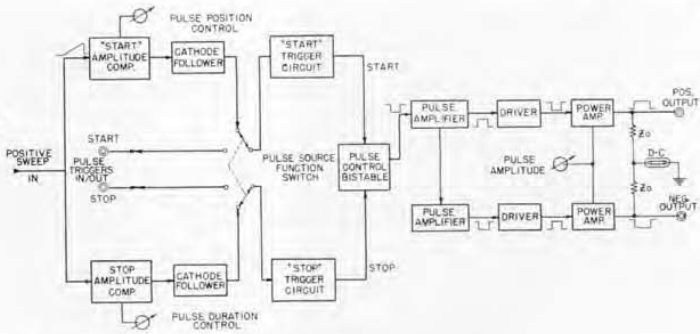 PULSE POSITION
CONTROL
"START"
AMPLITUDE
COMP.
CATHODE
FOLLOWER
"START"
TRIGGER
CIRCUIT
START
POSITIVE
SWEEP
IN
START
PULSE
TRIGGERS
IN/OUT
STOP
PULSE SOURCE
FUNCTION
SWITCH
PULSE
CONTROL
BISTABLE
PULSE
AMPLIFIER
DRIVER
POWER
AMP.
POS.
OUTPUT
Zo
D-C
PULSE
AMPLITUDE
Zo
PULSE
AMPLIFIER
DRIVER
POWER
AMP.
NEG.
OUTPUT
STOP
AMPLITUDE
COMP.
CATHODE
FOLLOWER
"STOP"
TRIGGER
CIRCUIT
STOP
PULSE DURATION
CONTROL